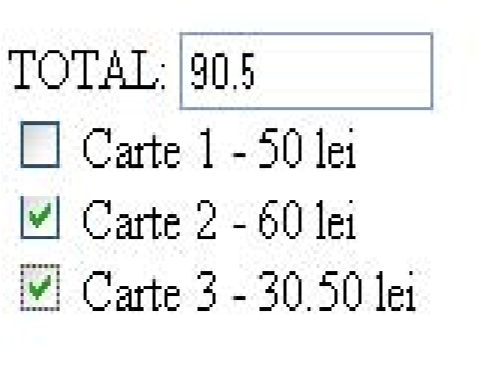 TOTAL: 90.5
Carte 1 - 50 lei
Carte 2 - 60 lei
Carte 3 - 30.50 lei